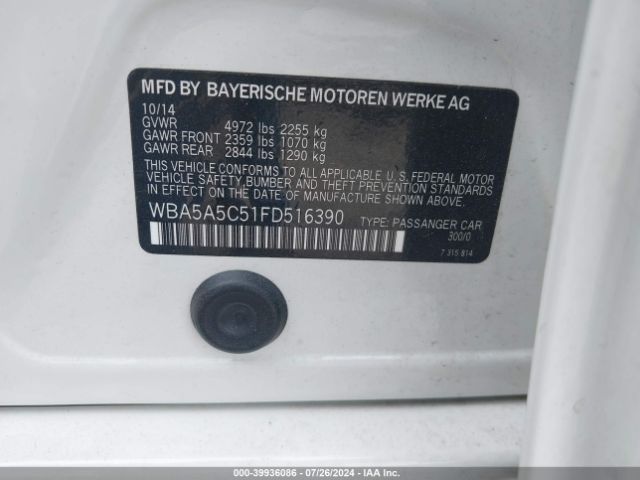 MFD BY BAYERISCHE MOTOREN WERKE AG
10/14
GVWR 4972 lbs 2255 kg
GAWR FRONT 2359 lbs 1070 kg
GAWR REAR 2844 lbs 1290 kg
THIS VEHICLE CONFORMS TO ALL APPLICABLE U.S. FEDERAL MOTOR
VEHICLE SAFETY, BUMPER AND THEFT PREVENTION STANDARDS
IN EFFECT ON THE DATE OF MANUFACTURE SHOWN ABOVE.
WBA5A5C51FD516390 TYPE: PASSANGER CAR
300/0
7 315 814
000-39936086 - 07/26/2024 - IAA Inc.